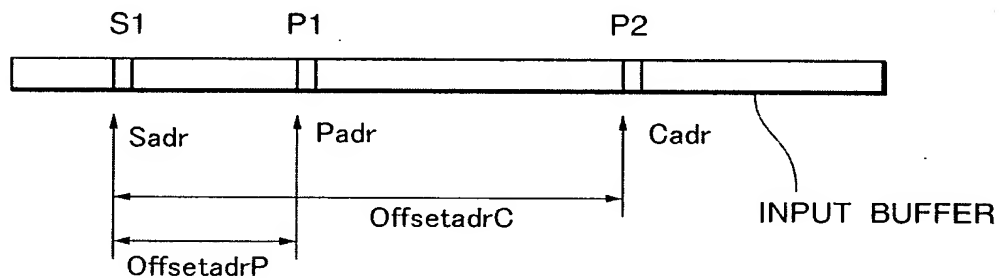 S1 P1 P2
Sadr Padr Cadr
OffsetadrC
INPUT BUFFER
OffsetadrP